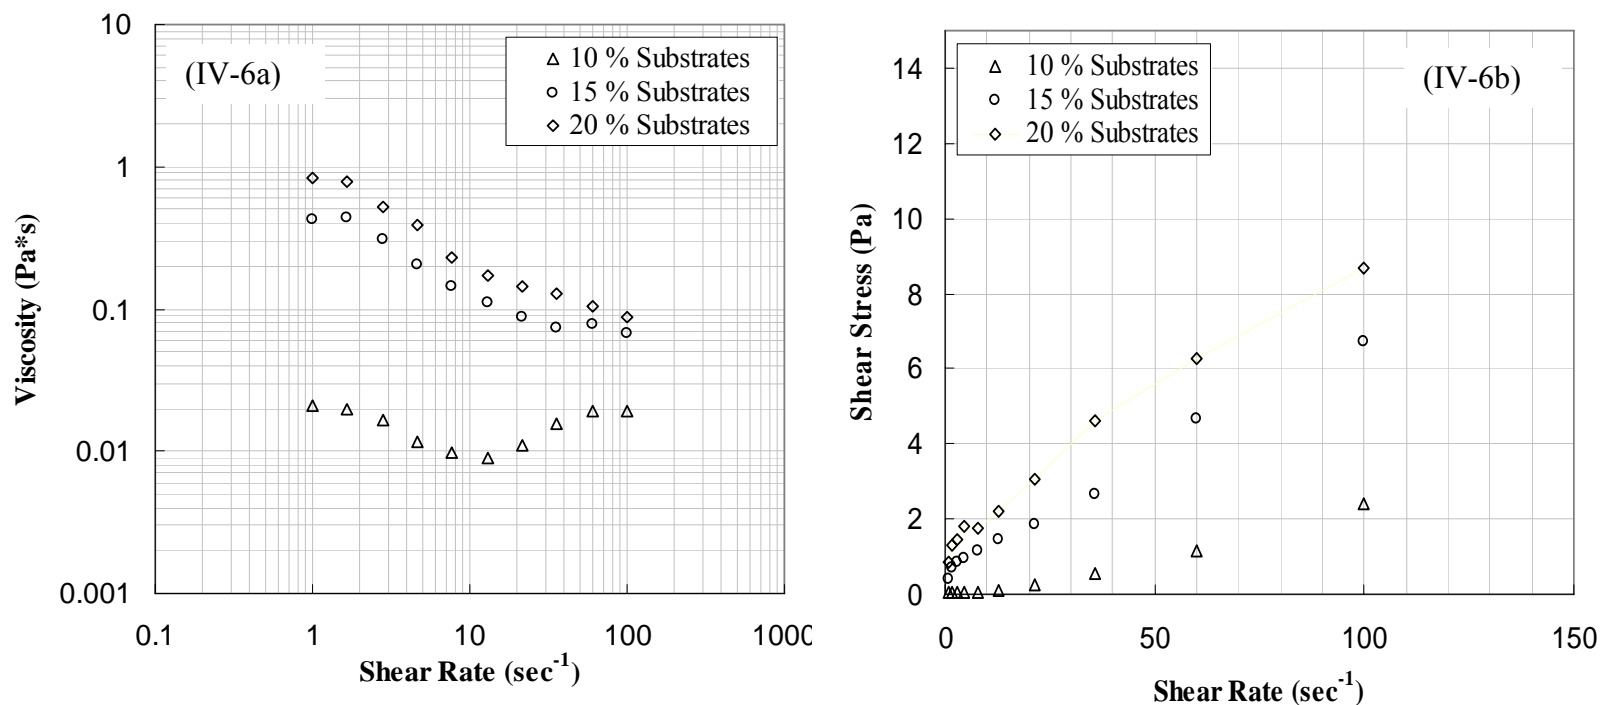 10
(IV-6a)
△ 10 % Substrates
○ 15 % Substrates
◇ 20 % Substrates
1
0.1
0.01
0.001
Viscosity (Pa*s)
0.1 1 10 100 1000
Shear Rate (sec⁻¹)
14
(IV-6b)
△ 10 % Substrates
○ 15 % Substrates
◇ 20 % Substrates
12
10
8
6
4
2
0
Shear Stress (Pa)
0 50 100 150
Shear Rate (sec⁻¹)